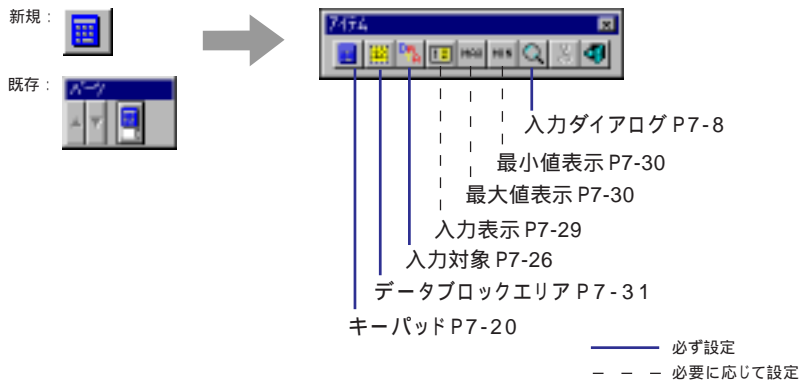 新規：
既存：
パーツ
アイテム
MAX MIN
入力ダイアログ P7-8
最小値表示 P7-30
最大値表示 P7-30
入力表示 P7-29
入力対象 P7-26
データブロックエリア P7-31
キーパッド P7-20
必ず設定
必要に応じて設定